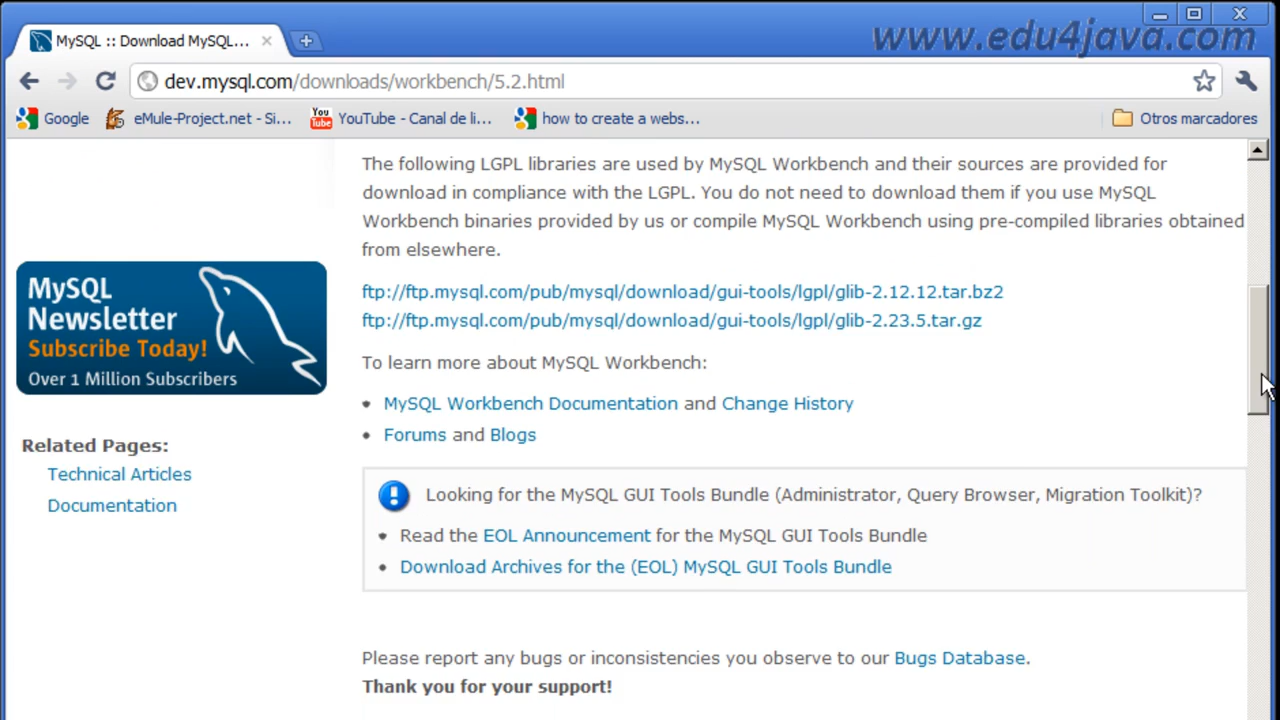 MySQL :: Download MySQL...
www.edu4java.com
dev.mysql.com/downloads/workbench/5.2.html
Google
eMule-Project.net - Si...
You Tube
YouTube - Canal de li...
how to create a webs...
Otros marcadores
The following LGPL libraries are used by MySQL Workbench and their sources are provided for
download in compliance with the LGPL. You do not need to download them if you use MySQL
Workbench binaries provided by us or compile MySQL Workbench using pre-compiled libraries obtained
from elsewhere.
ftp://ftp.mysql.com/pub/mysql/download/gui-tools/lgpl/glib-2.12.12.tar.bz2
ftp://ftp.mysql.com/pub/mysql/download/gui-tools/lgpl/glib-2.23.5.tar.gz
To learn more about MySQL Workbench:
MySQL Workbench Documentation and Change History
Forums and Blogs
Looking for the MySQL GUI Tools Bundle (Administrator, Query Browser, Migration Toolkit)?
Read the EOL Announcement for the MySQL GUI Tools Bundle
Download Archives for the (EOL) MySQL GUI Tools Bundle
Please report any bugs or inconsistencies you observe to our Bugs Database.
Thank you for your support!
MySQL
Newsletter
Subscribe Today!
Over 1 Million Subscribers
Related Pages:
Technical Articles
Documentation